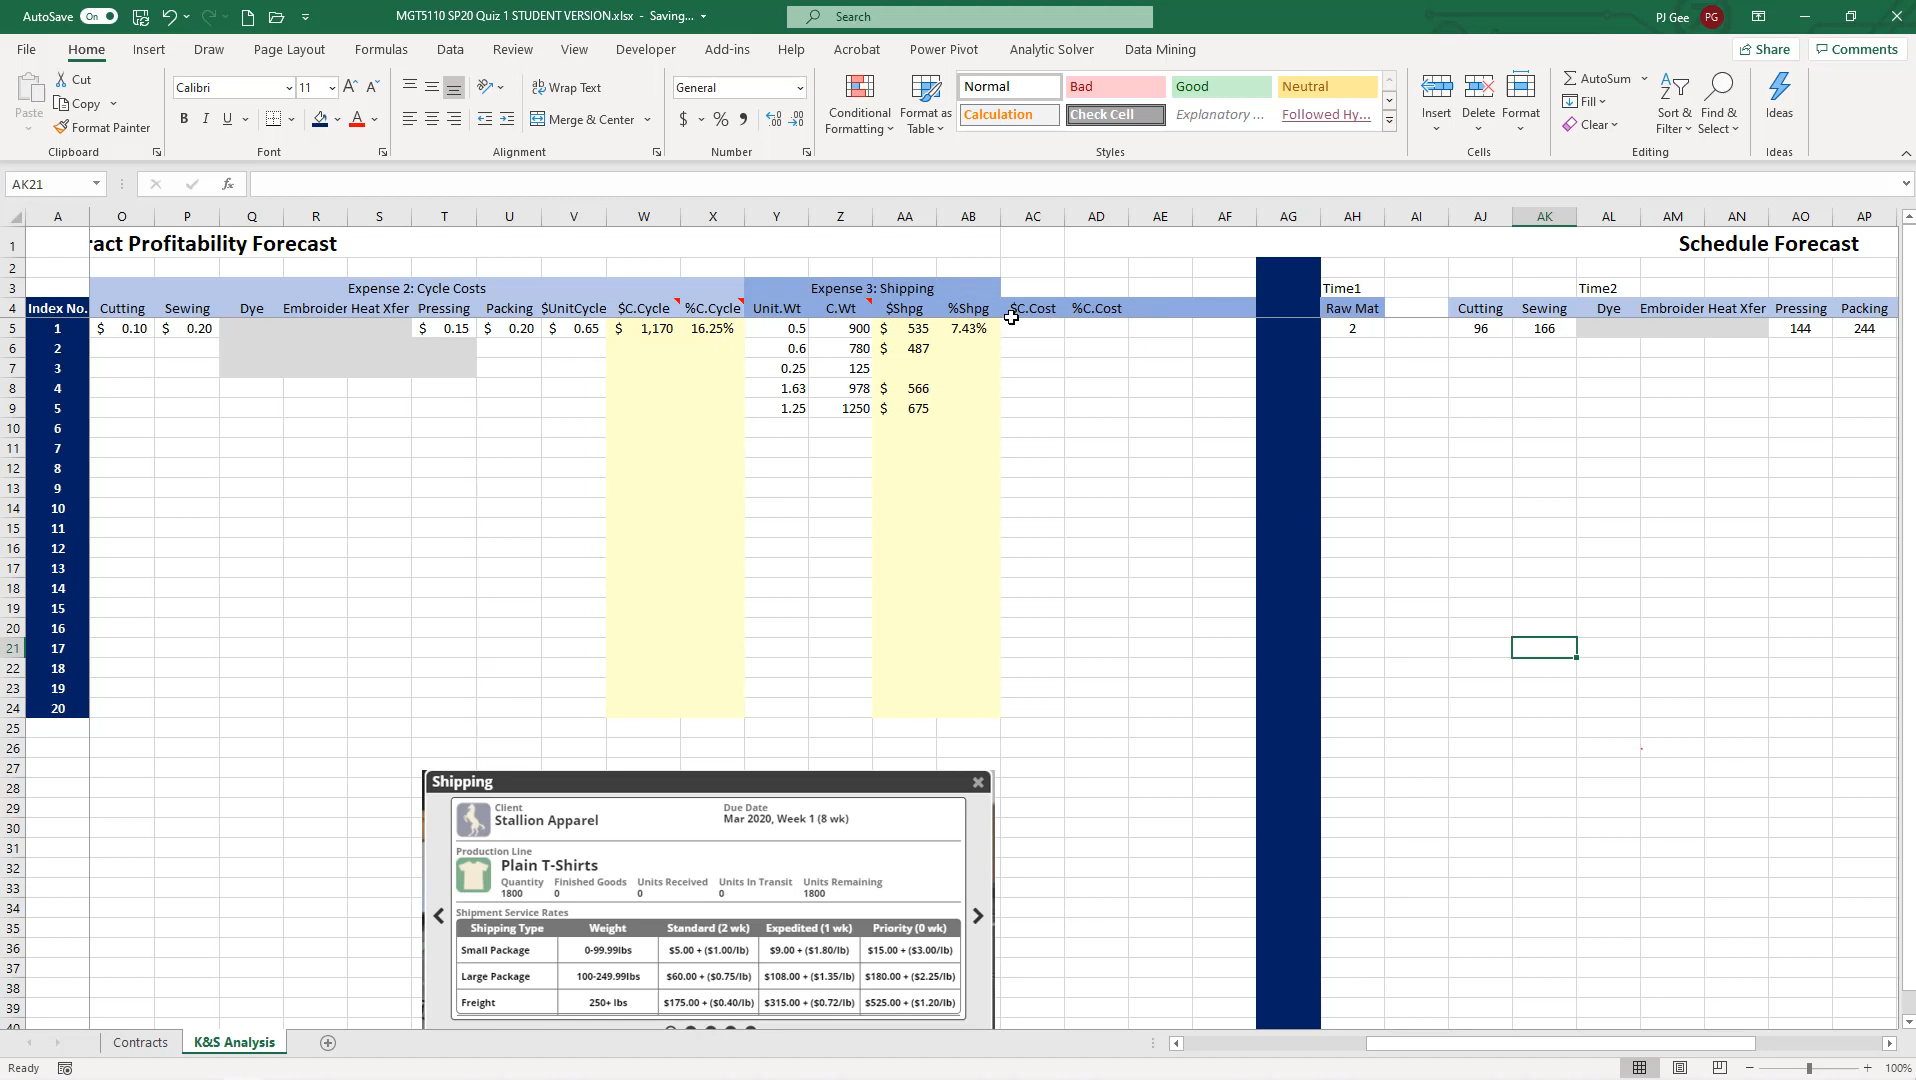 AutoSave On MGT5110 SP20 Quiz 1 STUDENT VERSION.xlsx - Saving... Search PJ Gee PG
File Home Insert Draw Page Layout Formulas Data Review View Developer Add-ins Help Acrobat Power Pivot Analytic Solver Data Mining Share Comments
Paste Cut Copy Format Painter
Calibri 11
B I U A
Wrap Text
Merge & Center
General
$ % ,
Conditional Formatting
Format as Table
Normal Bad Good Neutral
Calculation Check Cell Explanatory ... Followed Hy...
Insert Delete Format
AutoSum
Fill
Clear
Sort & Filter
Find & Select
Ideas
Clipboard Font Alignment Number Styles Cells Editing Ideas
AK21 fx
A O P Q R S T U V W X Y Z AA AB AC AD AE AF AG AH AI AJ AK AL AM AN AO AP
1 ract Profitability Forecast Schedule Forecast
2
3 Expense 2: Cycle Costs Expense 3: Shipping Time1 Time2
4 Index No. Cutting Sewing Dye Embroider Heat Xfer Pressing Packing $UnitCycle $C.Cycle %C.Cycle Unit.Wt C.Wt $Shpg %Shpg $C.Cost %C.Cost Raw Mat Cutting Sewing Dye Embroider Heat Xfer Pressing Packing
5 1 $ 0.10 $ 0.20 $ 0.15 $ 0.20 $ 0.65 $ 1,170 16.25% 0.5 900 $ 535 7.43% 2 96 166 144 244
6 2 0.6 780 $ 487
7 3 0.25 125
8 4 1.63 978 $ 566
9 5 1.25 1250 $ 675
10 6
11 7
12 8
13 9
14 10
15 11
16 12
17 13
18 14
19 15
20 16
21 17
22 18
23 19
24 20
25
26
27
28
29
30
31
32
33
34
35
36
37
38
39
40
Shipping
Client Due Date
Stallion Apparel Mar 2020, Week 1 (8 wk)
Production Line
Plain T-Shirts
Quantity Finished Goods Units Received Units In Transit Units Remaining
1800 0 0 0 1800
Shipment Service Rates
Shipping Type Weight Standard (2 wk) Expedited (1 wk) Priority (0 wk)
Small Package 0-99.99lbs $5.00 + ($1.00/lb) $9.00 + ($1.80/lb) $15.00 + ($3.00/lb)
Large Package 100-249.99lbs $60.00 + ($0.75/lb) $108.00 + ($1.35/lb) $180.00 + ($2.25/lb)
Freight 250+ lbs $175.00 + ($0.40/lb) $315.00 + ($0.72/lb) $525.00 + ($1.20/lb)
Contracts K&S Analysis
Ready 100%